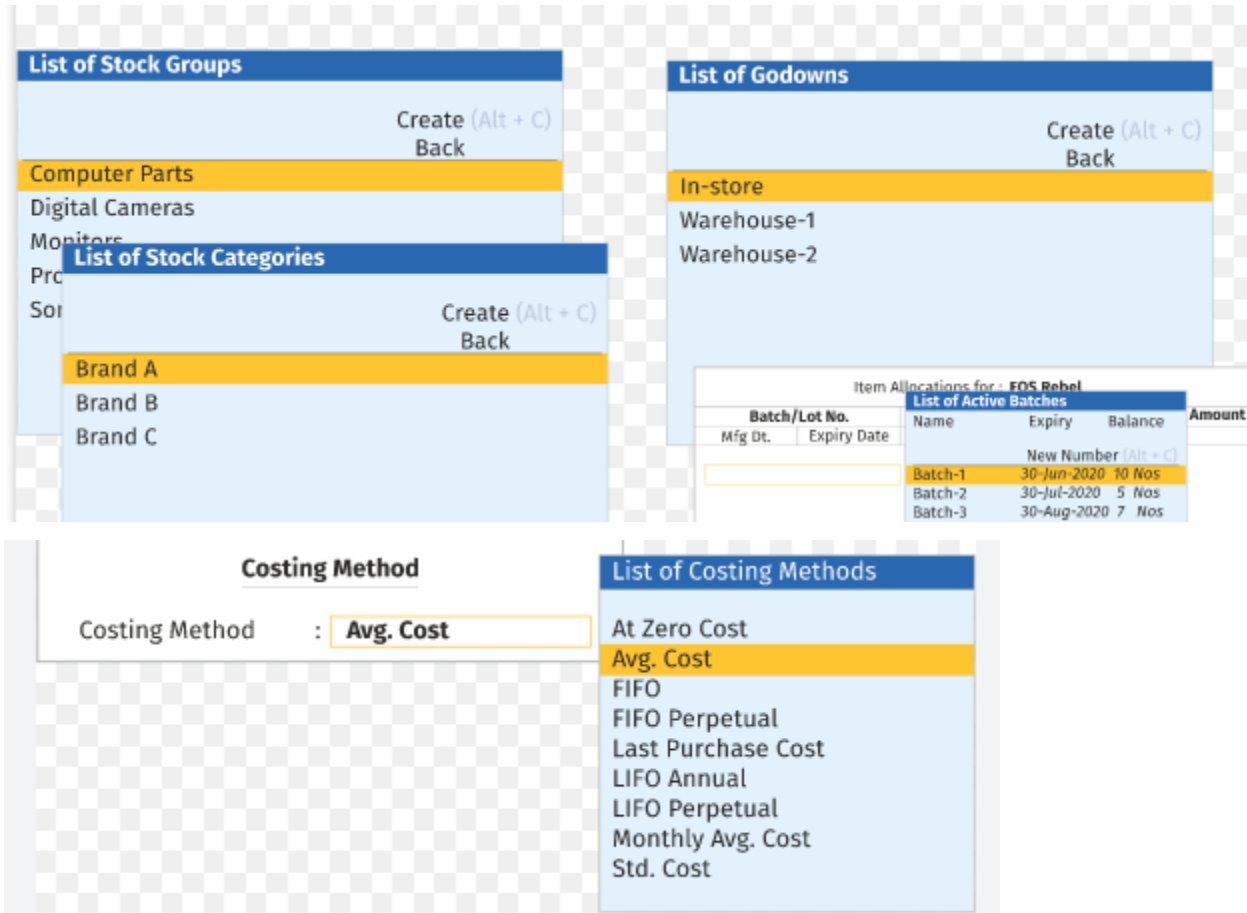 List of Stock Groups
Create (Alt + C)
Back
Computer Parts
Digital Cameras
Monitors
List of Stock Categories
Create (Alt + C)
Back
Brand A
Brand B
Brand C
List of Godowns
Create (Alt + C)
Back
In-store
Warehouse-1
Warehouse-2
Item Allocations for : EOS Rebel
Batch/Lot No.
Mfg Dt. Expiry Date
Amount
List of Active Batches
Name Expiry Balance
New Number (Alt + C)
Batch-1 30-Jun-2020 10 Nos
Batch-2 30-Jul-2020 5 Nos
Batch-3 30-Aug-2020 7 Nos
Costing Method
Costing Method : Avg. Cost
List of Costing Methods
At Zero Cost
Avg. Cost
FIFO
FIFO Perpetual
Last Purchase Cost
LIFO Annual
LIFO Perpetual
Monthly Avg. Cost
Std. Cost